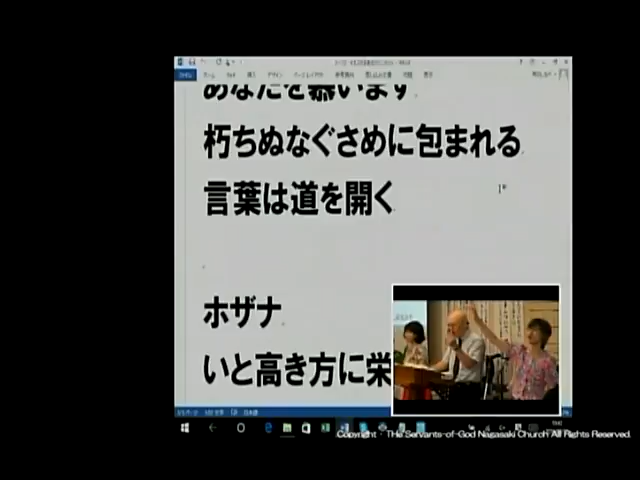 あなたを慕います
朽ちぬなぐさめに包まれる
言葉は道を開く
ホザナ
いと高き方に栄
Copyright · THe Servants-of-God Nagasaki Church All Rights Reserved.